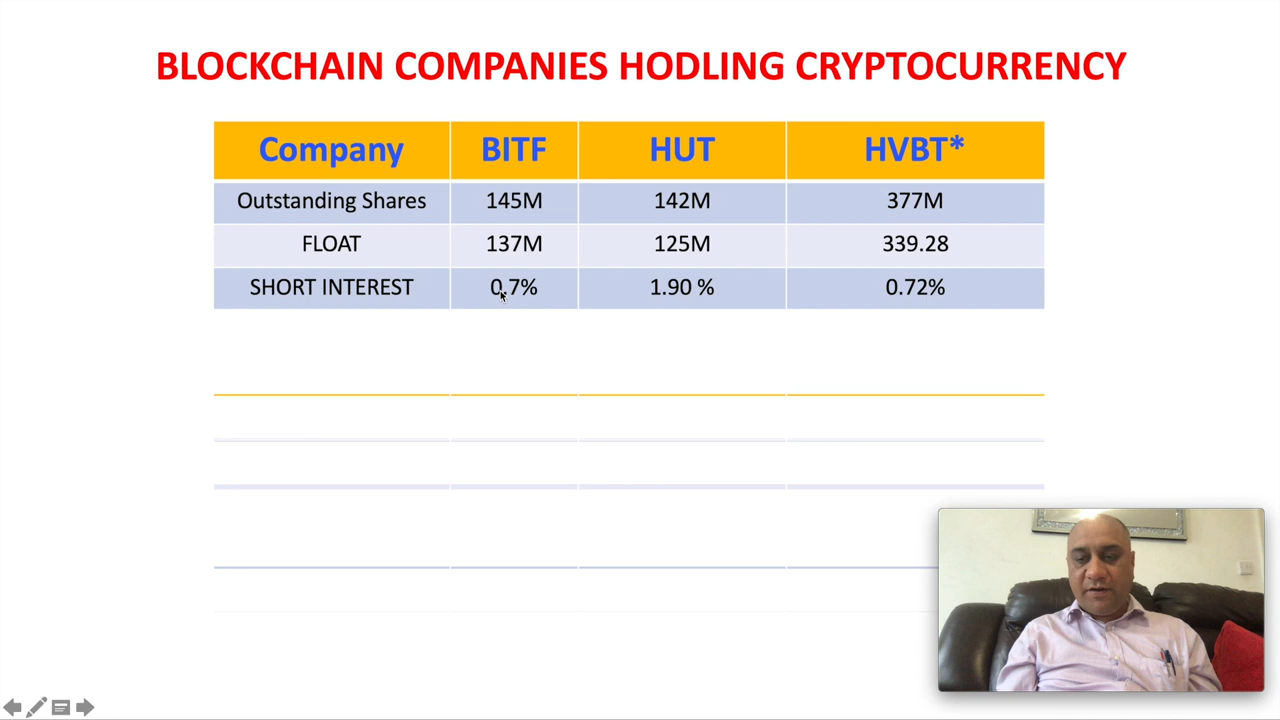 BLOCKCHAIN COMPANIES HODLING CRYPTOCURRENCY
Company BITF HUT HVBT*
Outstanding Shares 145M 142M 377M
FLOAT 137M 125M 339.28
SHORT INTEREST 0.7% 1.90 % 0.72%